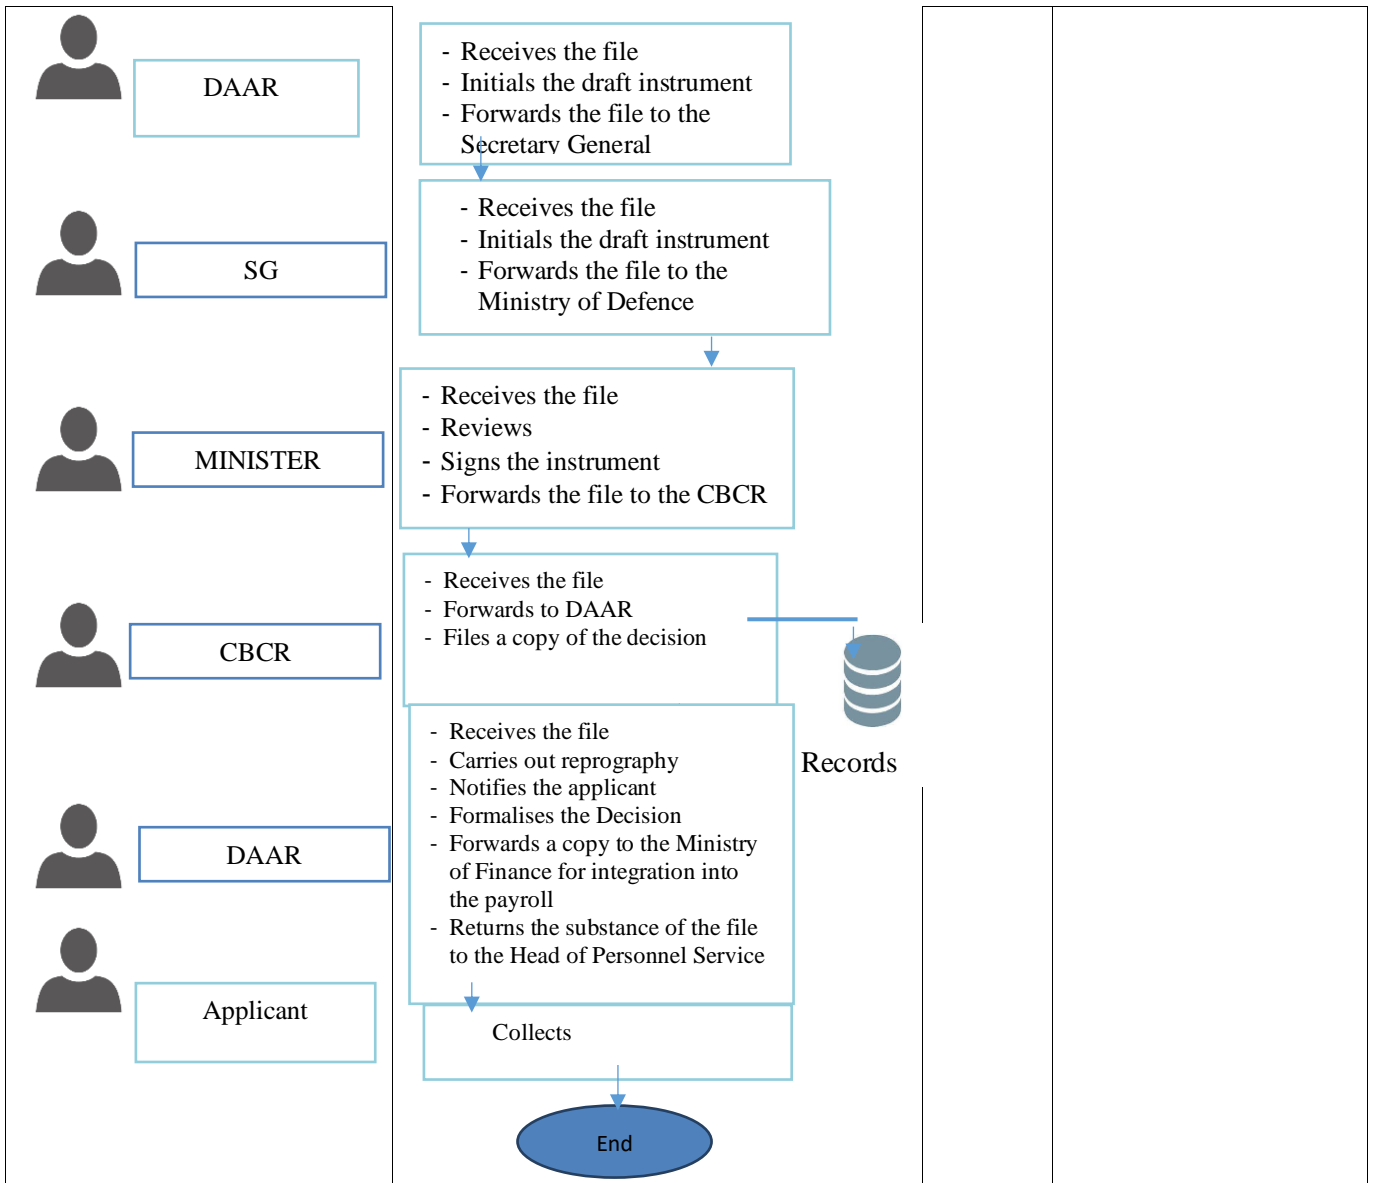 DAAR
- Receives the file
- Initials the draft instrument
- Forwards the file to the
Secretary General
SG
- Receives the file
- Initials the draft instrument
- Forwards the file to the
Ministry of Defence
MINISTER
- Receives the file
- Reviews
- Signs the instrument
- Forwards the file to the CBCR
CBCR
- Receives the file
- Forwards to DAAR
- Files a copy of the decision
Records
DAAR
- Receives the file
- Carries out reprography
- Notifies the applicant
- Formalises the Decision
- Forwards a copy to the Ministry
of Finance for integration into
the payroll
- Returns the substance of the file
to the Head of Personnel Service
Applicant
Collects
End